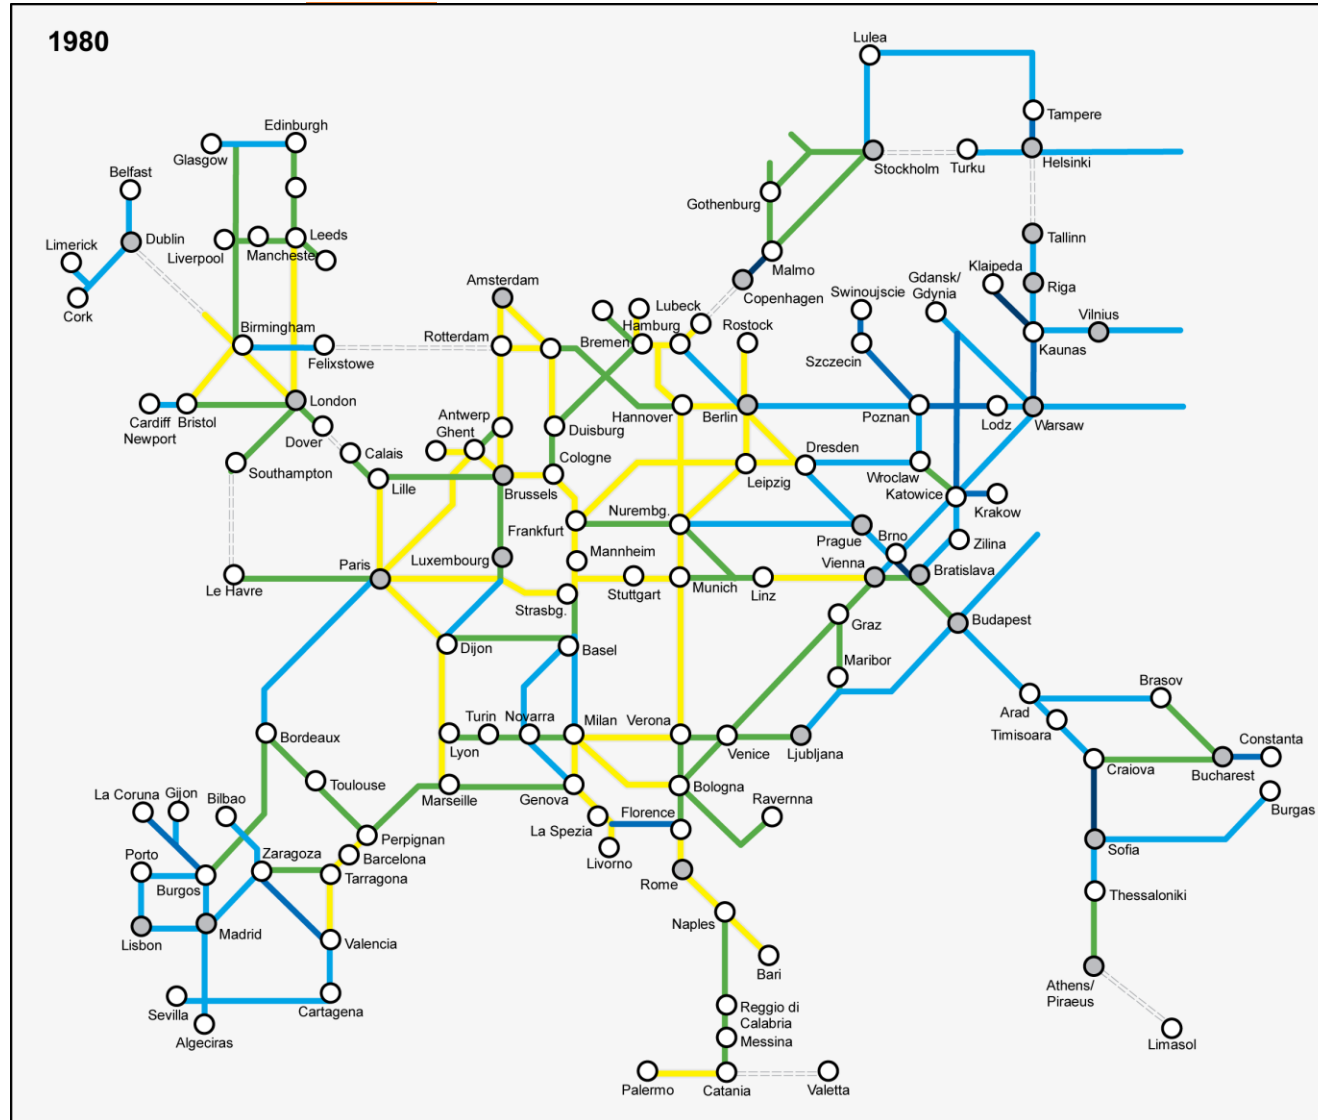 1980
Lulea
Tampere
Edinburgh
Glasgow
Helsinki
Stockholm
Turku
Belfast
Gothenburg
Dublin
Leeds
Liverpool
Mancheste
Limerick
Tallinn
Malmo
Cork
Amsterdam
Copenhagen
Gdansk/
Gdynia
Klaipeda
Riga
Swinoujscie
Lubeck
Rostock
Vilnius
Birmingham
Rotterdam
Bremen
Hamburg
Kaunas
Felixstowe
Szczecin
London
Cardiff
Newport
Bristol
Antwerp
Ghent
Hannover
Berlin
Poznan
Lodz
Warsaw
Dover
Duisburg
Calais
Dresden
Southampton
Cologne
Wroclaw
Lille
Brussels
Leipzig
Katowice
Krakow
Frankfurt
Nurembg.
Prague
Brno
Zilina
Paris
Luxembourg
Mannheim
Vienna
Bratislava
Le Havre
Strasbg.
Stuttgart
Munich
Linz
Graz
Budapest
Dijon
Basel
Maribor
Brasov
Arad
Timisoara
Bordeaux
Turin
Novarra
Milan
Verona
Lyon
Venice
Ljubljana
Constanta
Craiova
Bucharest
Toulouse
Marseille
Genova
Bologna
Burgas
La Coruna
Gijon
Bilbao
Ravernna
La Spezia
Florence
Perpignan
Livorno
Sofia
Porto
Zaragoza
Barcelona
Burgos
Tarragona
Rome
Thessaloniki
Naples
Lisbon
Madrid
Valencia
Bari
Athens/
Piraeus
Sevilla
Cartagena
Reggio di
Calabria
Algeciras
Messina
Limasol
Palermo
Catania
Valetta